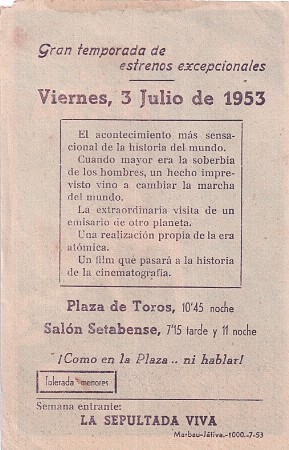 Gran temporada de
estrenos excepcionales
Viernes, 3 Julio de 1953
El acontecimiento más sensa-
cional de la historia del mundo.
Cuando mayor era la soberbia
de los hombres, un hecho impre-
visto vino a cambiar la marcha
del mundo.
La extraordinaria visita de un
emisario de otro planeta.
Una realización propia de la era
atómica.
Un film que pasará a la historia
de la cinematografía.
Plaza de Toros, 10'45 noche
Salón Setabense, 7'15 tarde y 11 noche
¡Como en la Plaza.. ni hablar!
Tolerada menores
Semana entrante:
LA SEPULTADA VIVA
Marbau-Játiva.-1000.-7-53